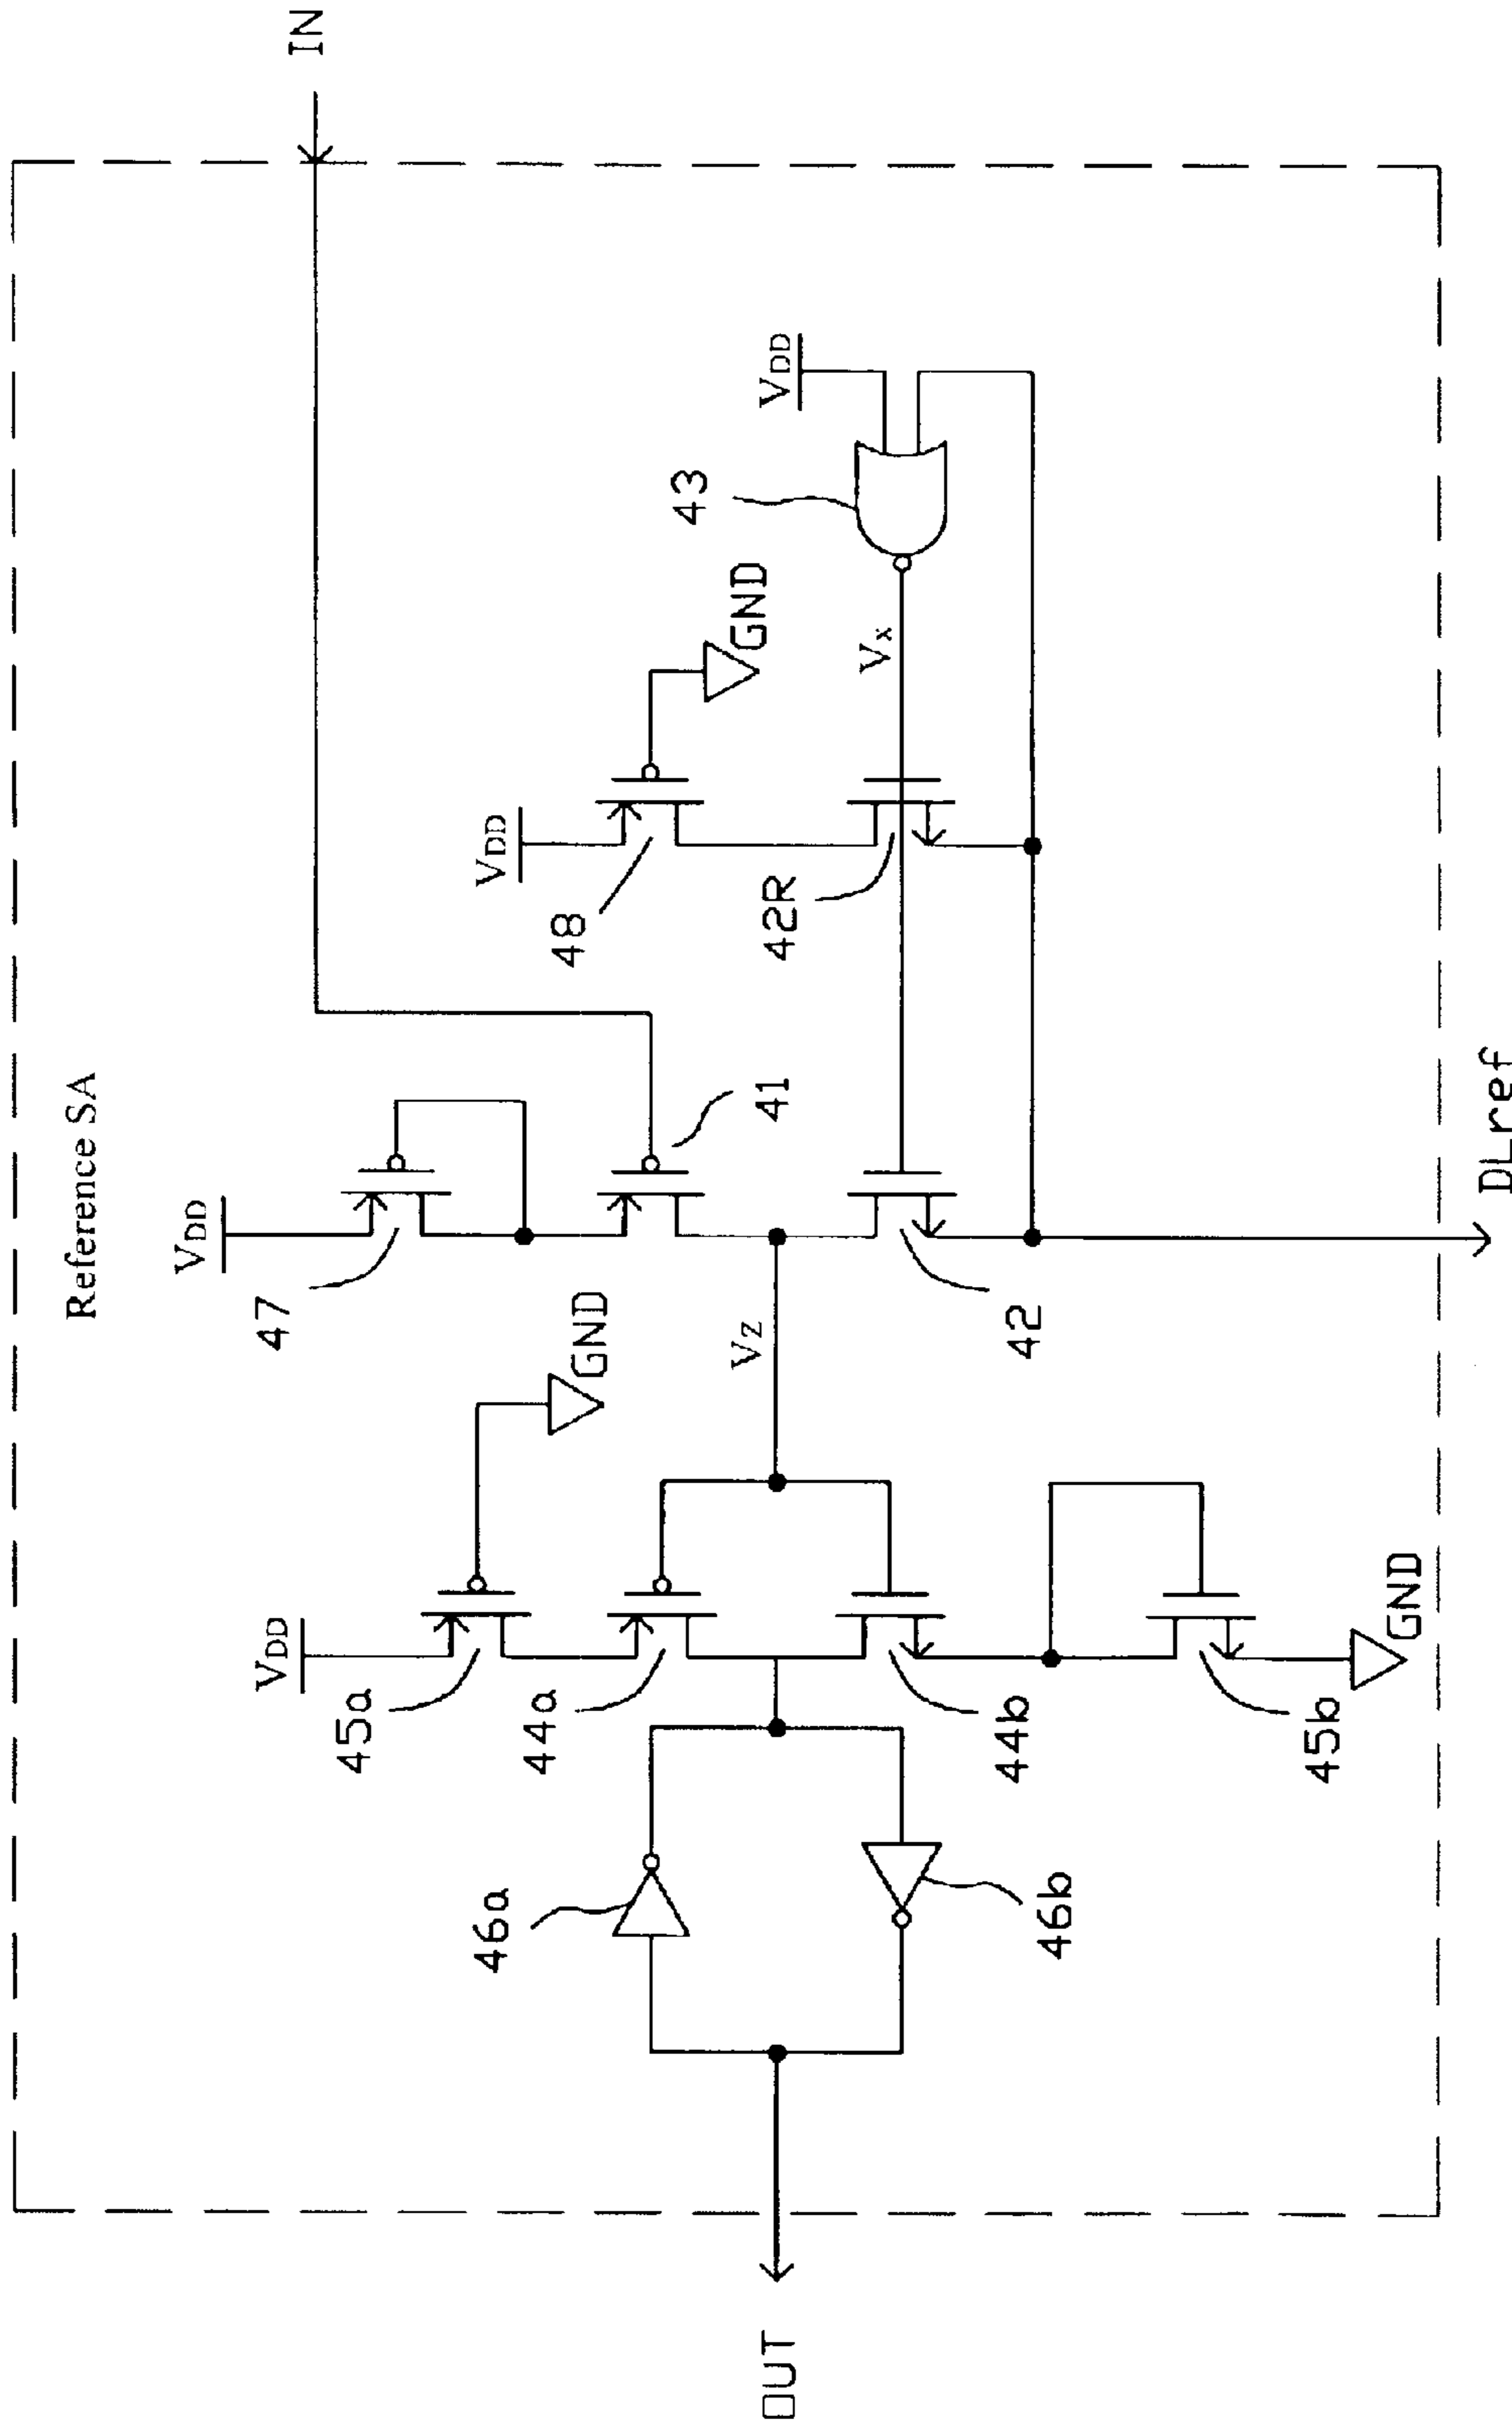 Reference SA
IN
OUT
DLref
VDD
47
41
VZ
42
VDD
GND
48
42R
VX
VDD
43
VDD
GND
45a
44a
44b
45b
GND
46a
46b